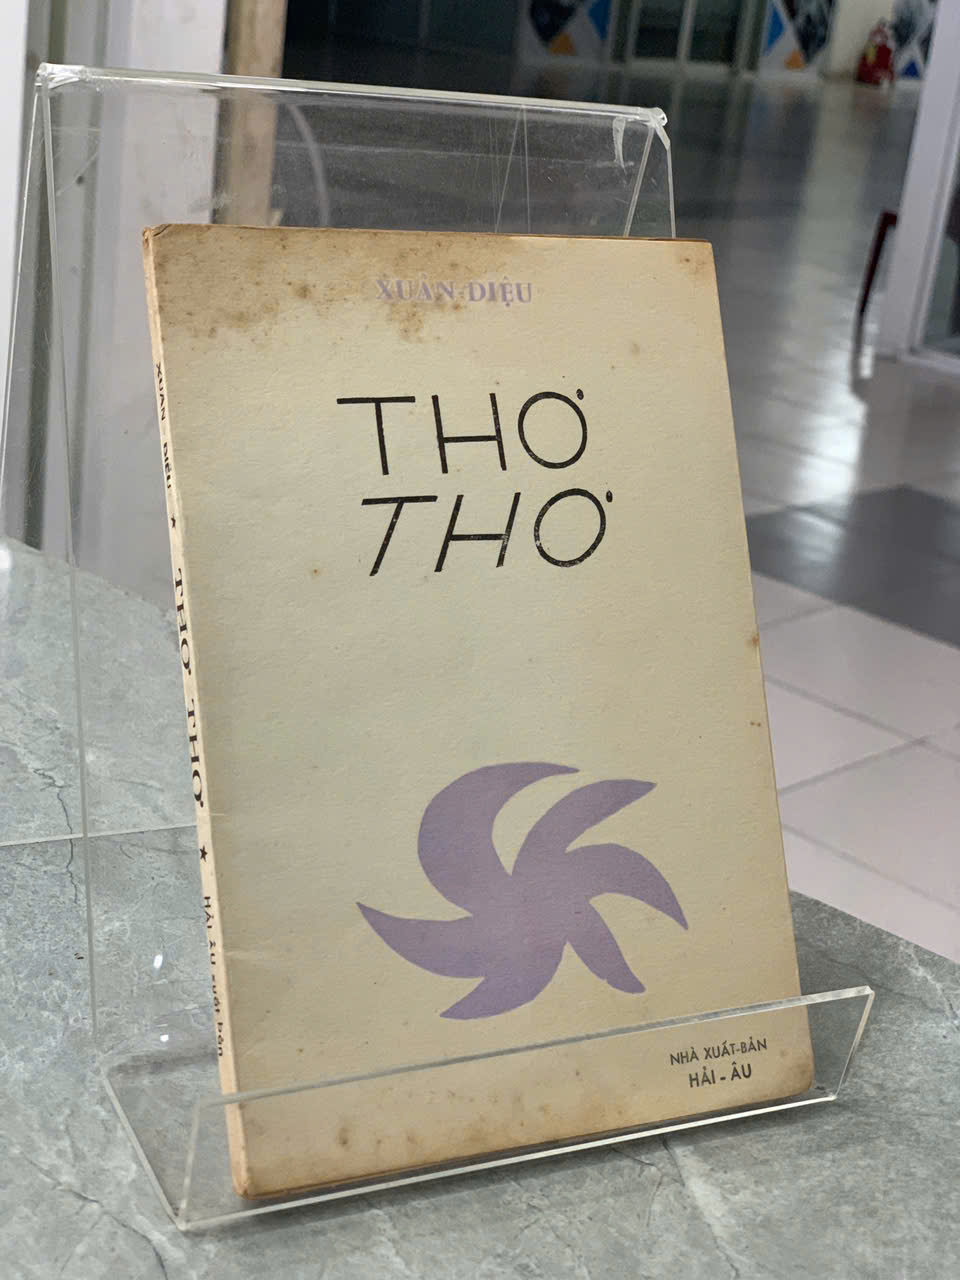 XUÂN-DIỆU
THƠ
THƠ
NHÀ XUẤT-BẢN
HẢI-ÂU
XUÂN DIỆU ★ THƠ THƠ ★ HẢI ÂU xuất bản